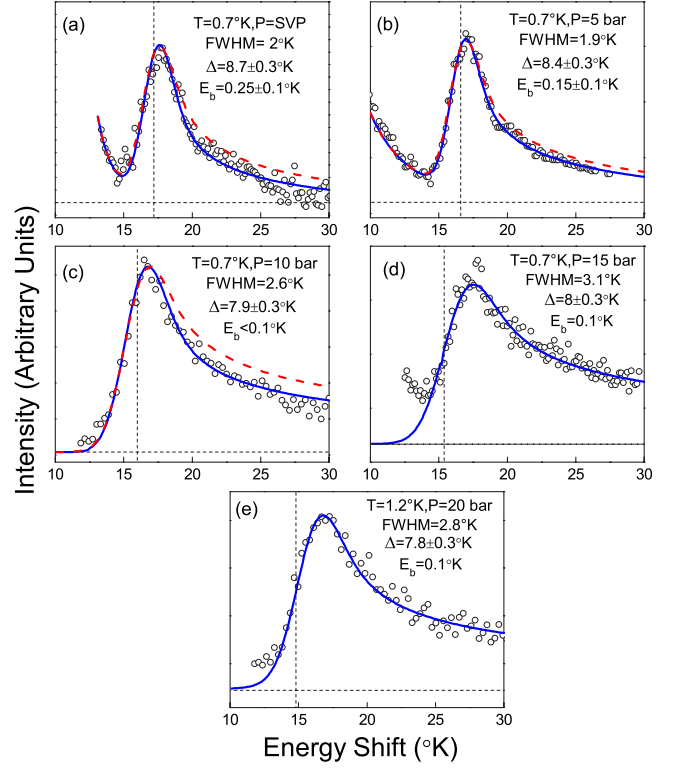 (a)
T=0.7°K,P=SVP
FWHM= 2°K
Δ=8.7±0.3°K
E_b=0.25±0.1°K
10 15 20 25 30
(b)
T=0.7°K,P=5 bar
FWHM=1.9°K
Δ=8.4±0.3°K
E_b=0.15±0.1°K
10 15 20 25 30
Intensity (Arbitrary Units)
(c)
T=0.7°K,P=10 bar
FWHM=2.6°K
Δ=7.9±0.3°K
E_b<0.1°K
10 15 20 25 30
(d)
T=0.7°K,P=15 bar
FWHM=3.1°K
Δ=8±0.3°K
E_b=0.1°K
10 15 20 25 30
(e)
T=1.2°K,P=20 bar
FWHM=2.8°K
Δ=7.8±0.3°K
E_b=0.1°K
10 15 20 25 30
Energy Shift (°K)